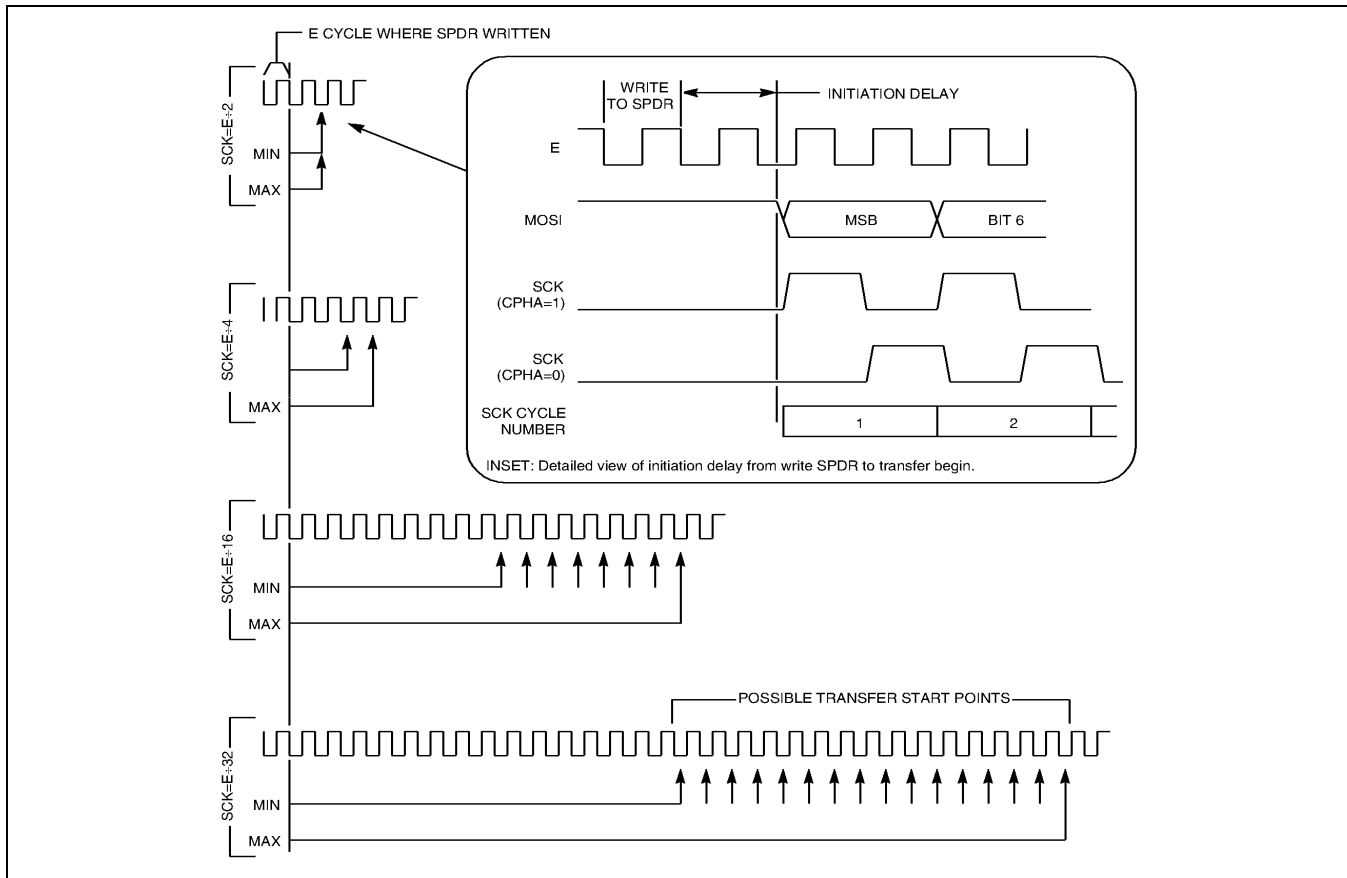 E CYCLE WHERE SPDR WRITTEN
SCK=E÷2
MIN
MAX
WRITE
TO SPDR
INITIATION DELAY
E
MOSI
MSB
BIT 6
SCK
(CPHA=1)
SCK
(CPHA=0)
SCK CYCLE
NUMBER
1
2
INSET: Detailed view of initiation delay from write SPDR to transfer begin.
SCK=E÷4
MAX
SCK=E÷16
MIN
MAX
POSSIBLE TRANSFER START POINTS
SCK=E÷32
MIN
MAX